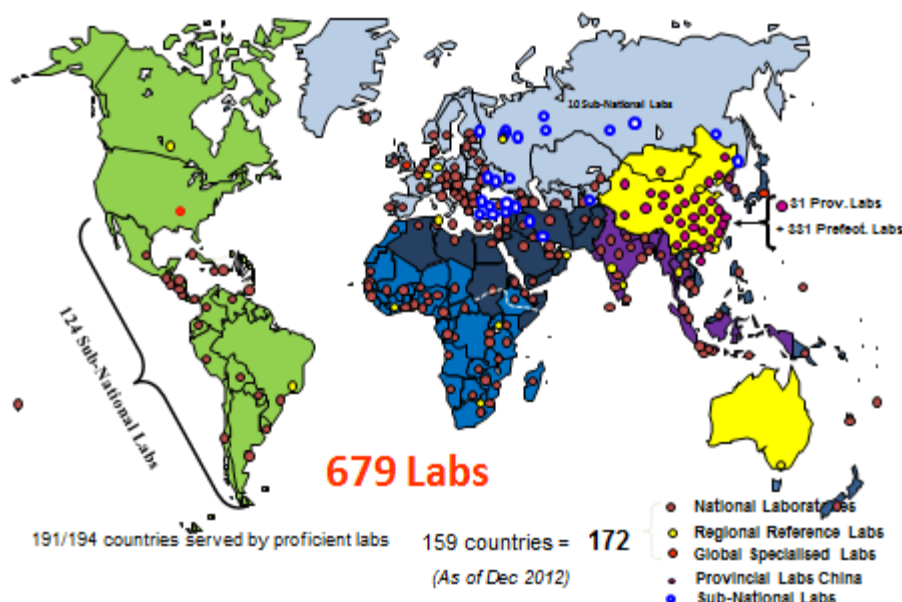 10 Sub-National Labs
31 Prov. Labs
+ 331 Prefect. Labs
124 Sub-National Labs
679 Labs
191/194 countries served by proficient labs
159 countries = 172
(As of Dec 2012)
National Laboratories
Regional Reference Labs
Global Specialised Labs
Provincial Labs China
Sub-National Labs